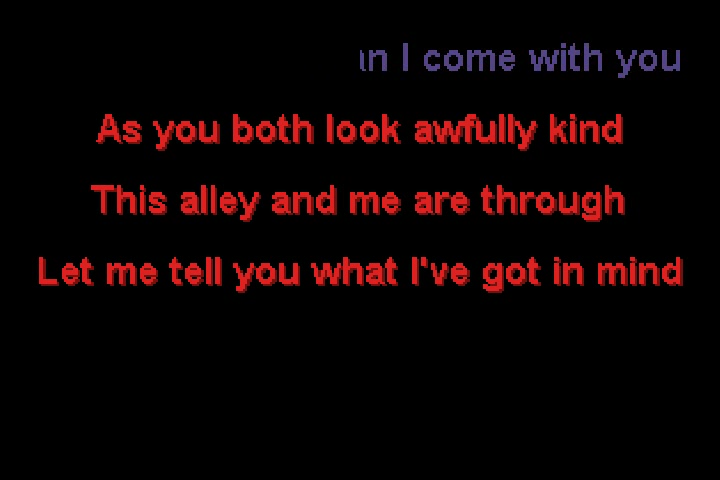 n I come with you
As you both look awfully kind
This alley and me are through
Let me tell you what I've got in mind